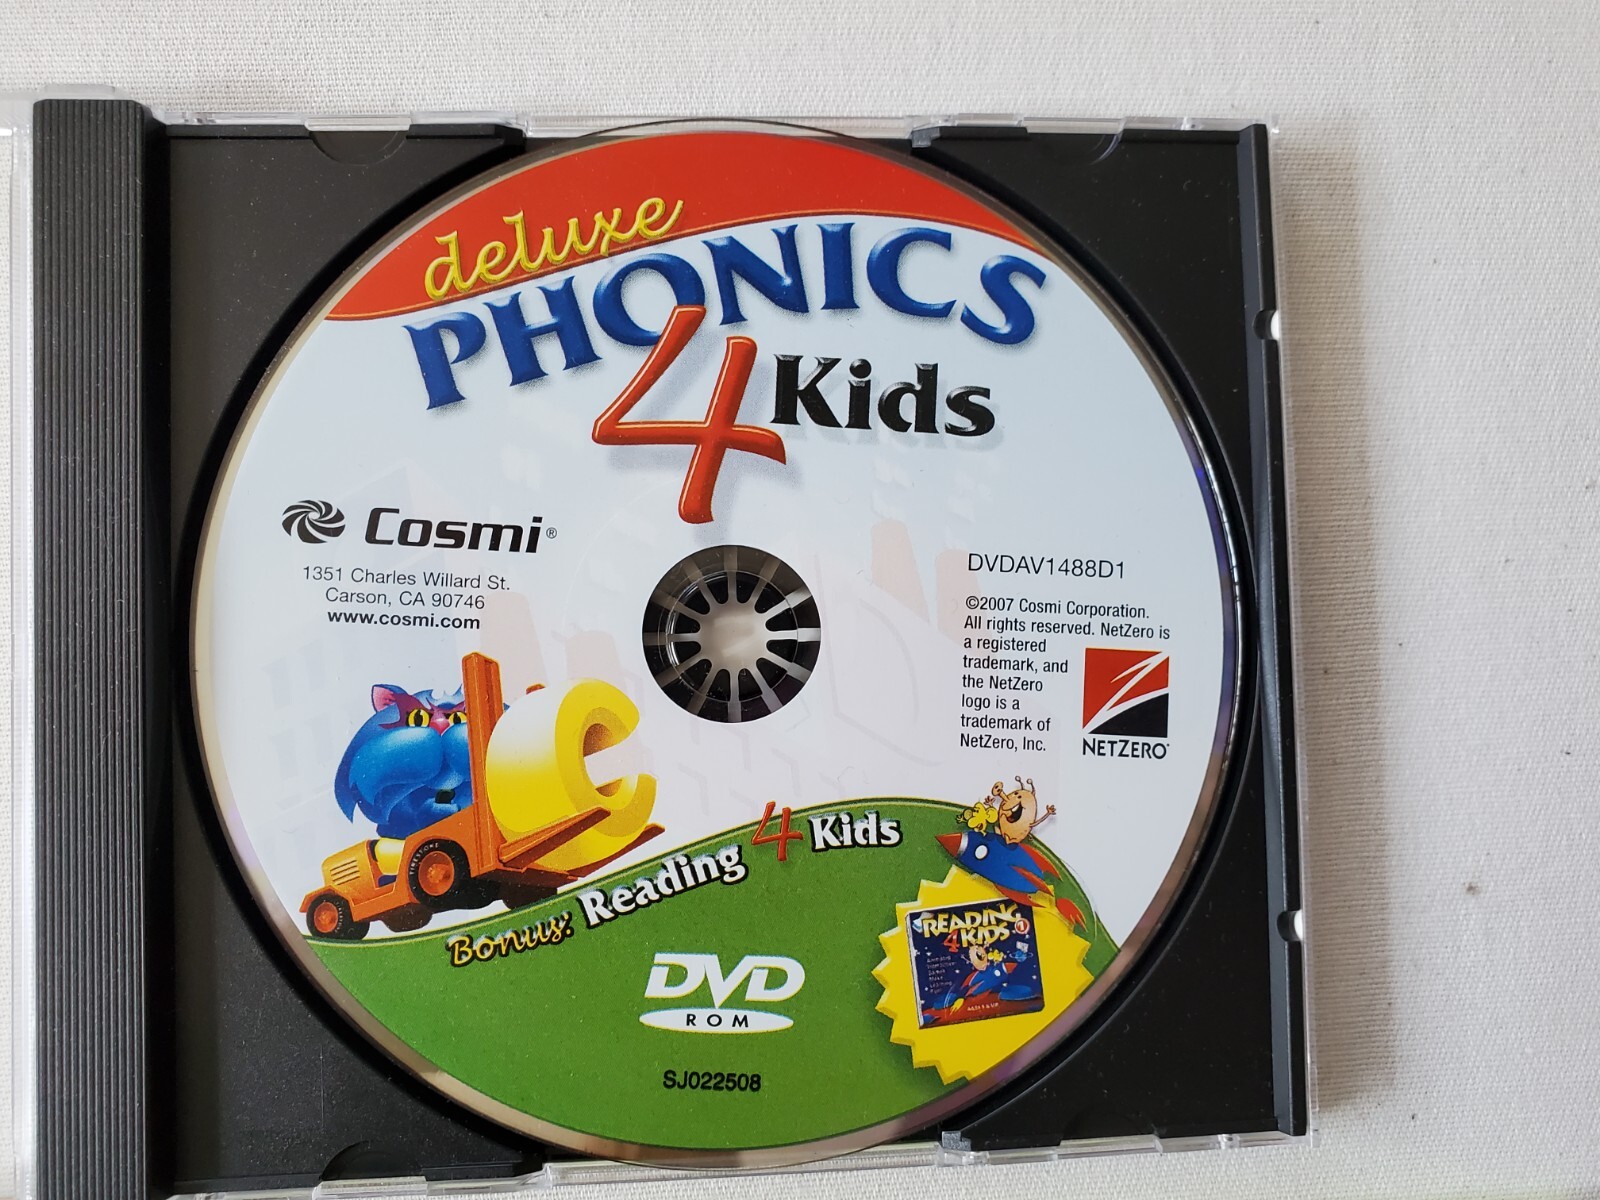 deluxe
PHONICS
4 Kids
Cosmi®
1351 Charles Willard St.
Carson, CA 90746
www.cosmi.com
DVDAV1488D1
©2007 Cosmi Corporation.
All rights reserved. NetZero is
a registered
trademark, and
the NetZero
logo is a
trademark of
NetZero, Inc.
NETZERO
FIRESTONE
Bonus: Reading 4 Kids
READING
4 KIDS
1
DVD
ROM
SJ022508